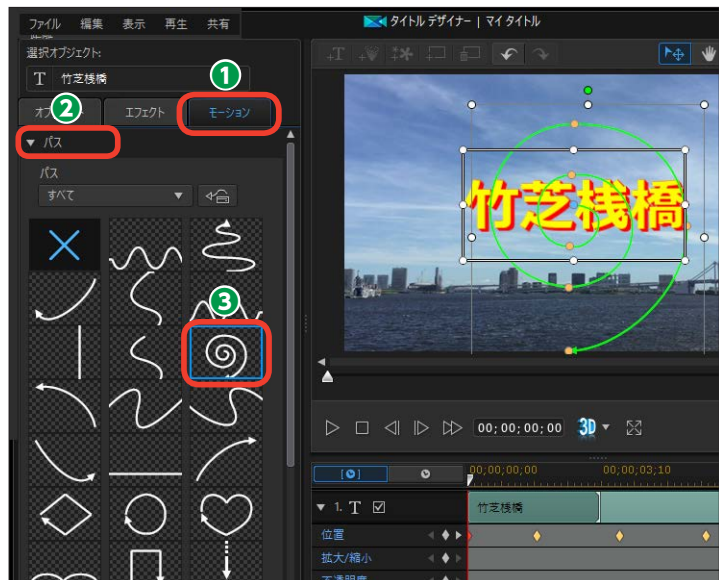 ファイル 編集 表示 再生 共有
タイトル デザイナー | マイ タイトル
選択オブジェクト:
T 竹芝桟橋
1
2
エフェクト
モーション
パス
パス
すべて
3
竹芝桟橋
00;00;00;00
3D
00;00;00;00 00;00;03;10
1. T 竹芝桟橋
位置
拡大/縮小